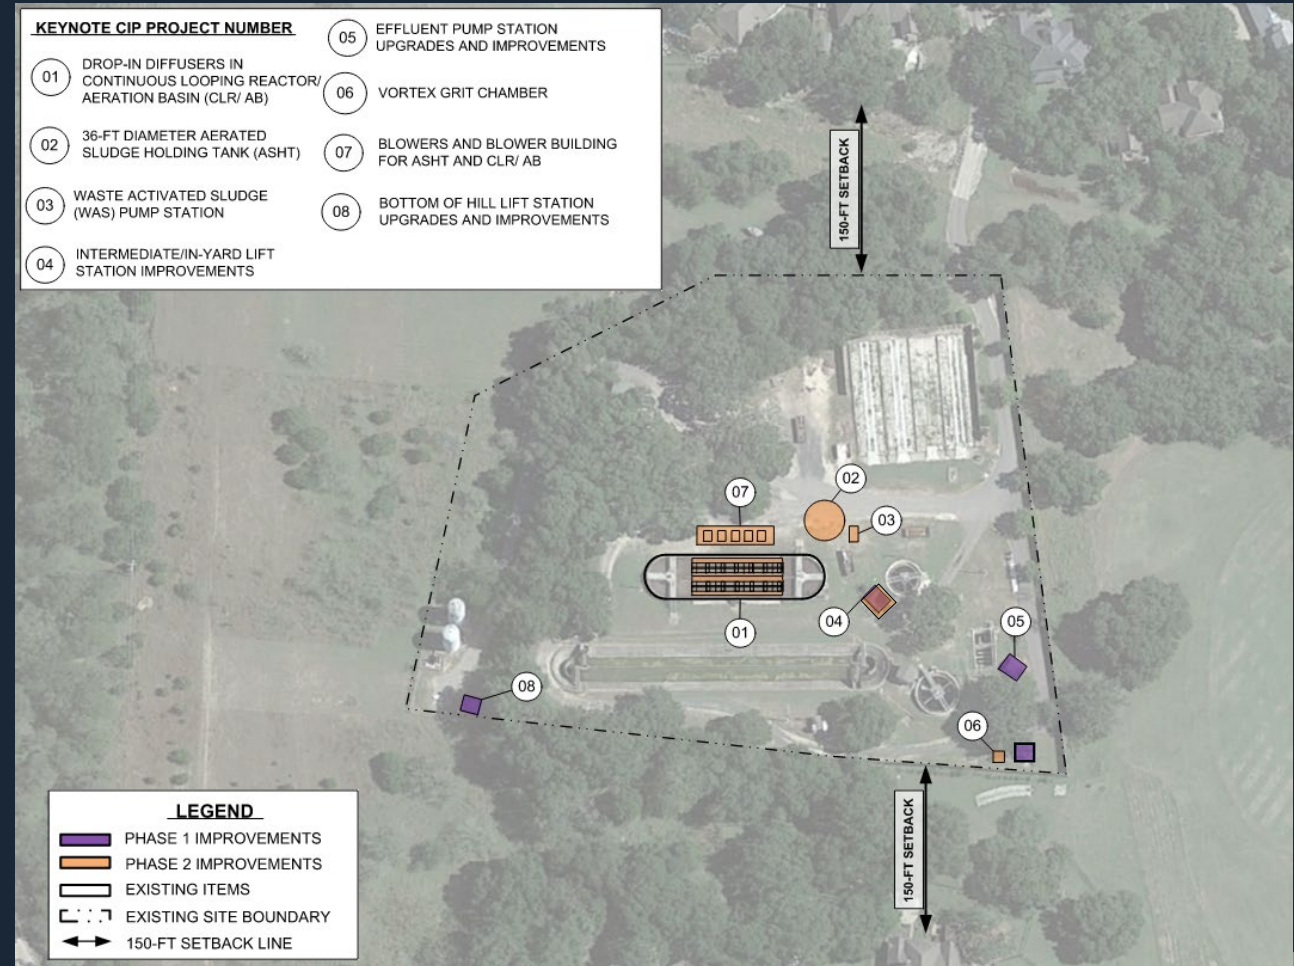 KEYNOTE CIP PROJECT NUMBER
01
DROP-IN DIFFUSERS IN
CONTINUOUS LOOPING REACTOR/
AERATION BASIN (CLR/ AB)
02
36-FT DIAMETER AERATED
SLUDGE HOLDING TANK (ASHT)
03
WASTE ACTIVATED SLUDGE
(WAS) PUMP STATION
04
INTERMEDIATE/IN-YARD LIFT
STATION IMPROVEMENTS
05
EFFLUENT PUMP STATION
UPGRADES AND IMPROVEMENTS
06
VORTEX GRIT CHAMBER
07
BLOWERS AND BLOWER BUILDING
FOR ASHT AND CLR/ AB
08
BOTTOM OF HILL LIFT STATION
UPGRADES AND IMPROVEMENTS
150-FT SETBACK
02
07
03
04
05
01
08
06
150-FT SETBACK
LEGEND
PHASE 1 IMPROVEMENTS
PHASE 2 IMPROVEMENTS
EXISTING ITEMS
EXISTING SITE BOUNDARY
150-FT SETBACK LINE